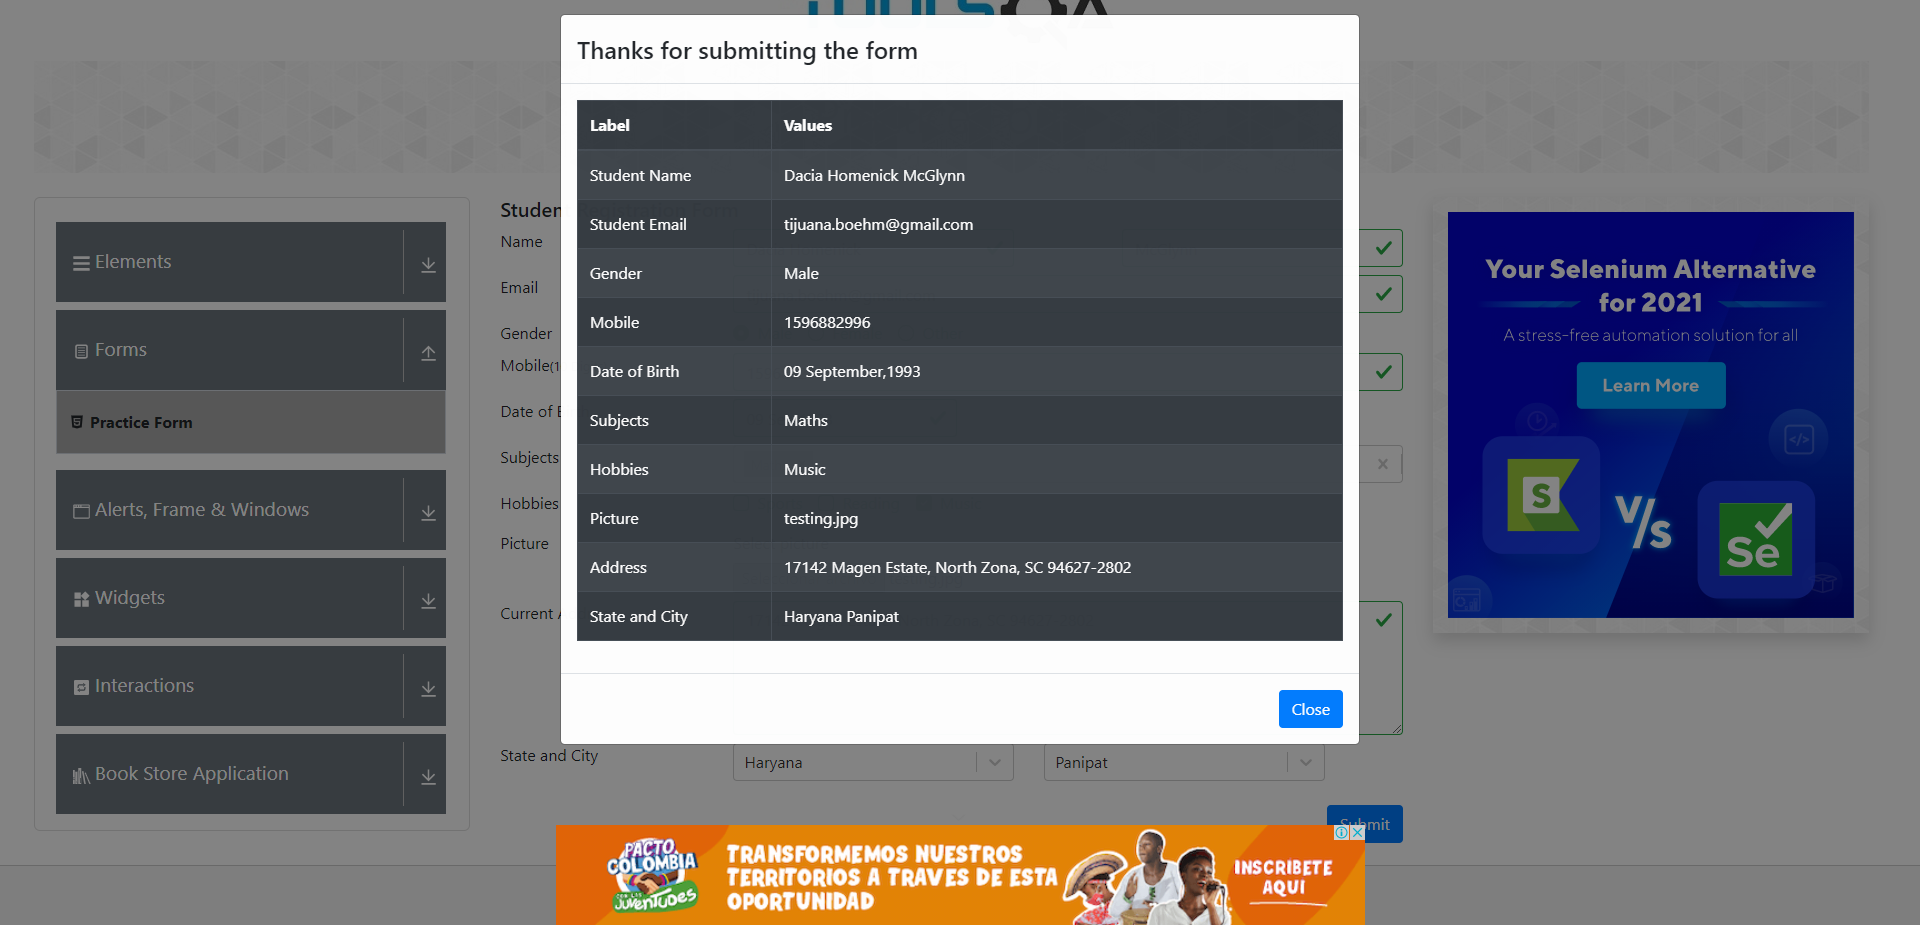 Thanks for submitting the form
Label Values
Student Name Dacia Homenick McGlynn
Student Email tijuana.boehm@gmail.com
Gender Male
Mobile 1596882996
Date of Birth 09 September,1993
Subjects Maths
Hobbies Music
Picture testing.jpg
Address 17142 Magen Estate, North Zona, SC 94627-2802
State and City Haryana Panipat
Close
Elements
Forms
Practice Form
Alerts, Frame & Windows
Widgets
Interactions
Book Store Application
Name
Email
Gender
Mobile(1
Date of B
Subjects
Hobbies
Picture
Current A
State and City Haryana Panipat
Submit
Your Selenium Alternative
for 2021
A stress-free automation solution for all
Learn More
S V/s Se
PACTO
COLOMBIA
CON LAS
JUVENTUDES
TRANSFORMEMOS NUESTROS
TERRITORIOS A TRAVES DE ESTA
OPORTUNIDAD
INSCRIBETE
AQUI